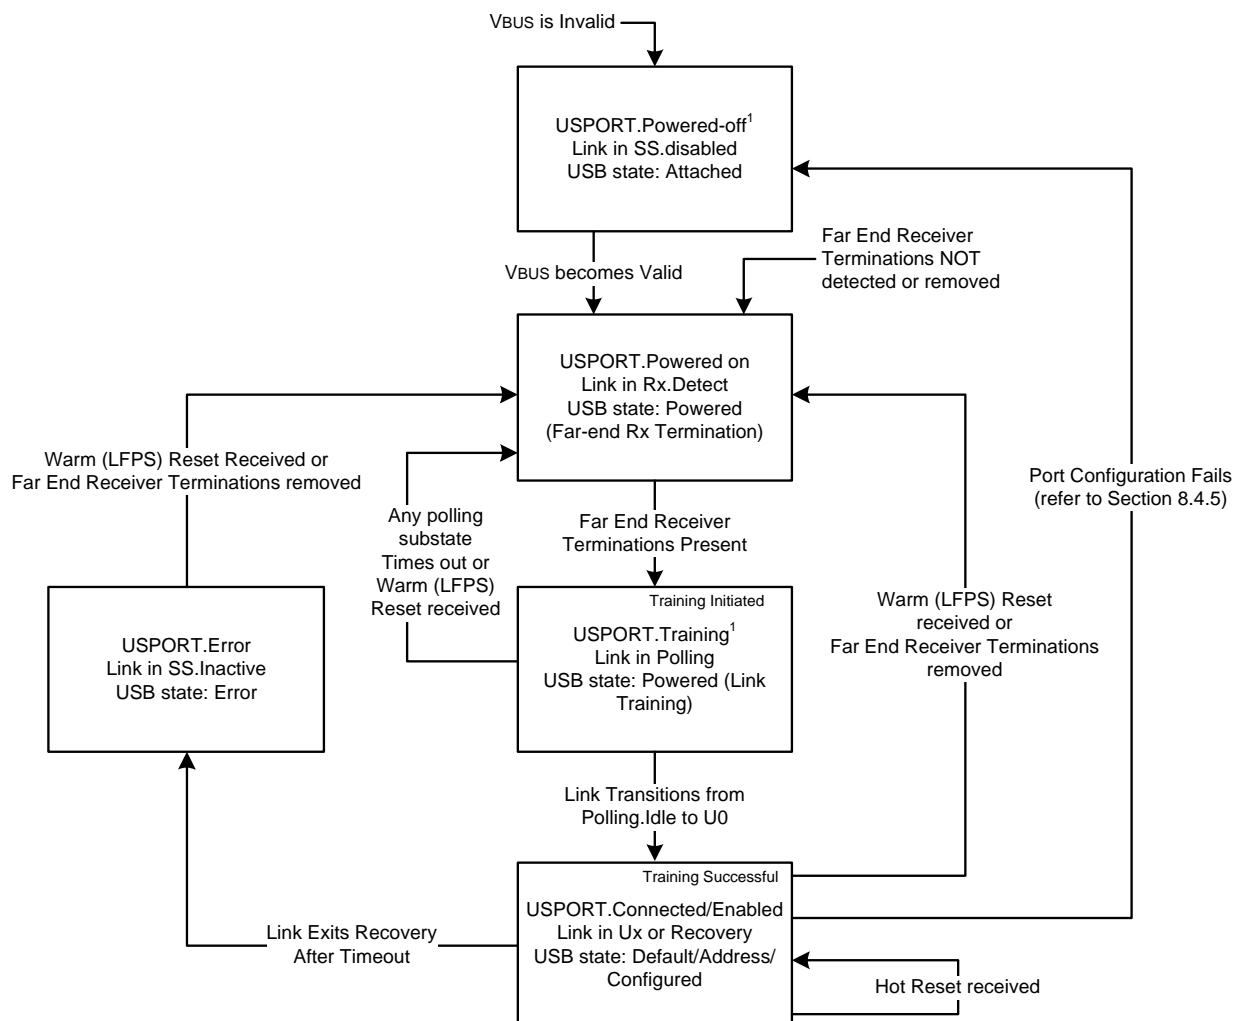 VBUS is Invalid
USPORT.Powered-off1
Link in SS.disabled
USB state: Attached
Far End Receiver
Terminations NOT
detected or removed
VBUS becomes Valid
USPORT.Powered on
Link in Rx.Detect
USB state: Powered
(Far-end Rx Termination)
Warm (LFPS) Reset Received or
Far End Receiver Terminations removed
Port Configuration Fails
(refer to Section 8.4.5)
Any polling
substate
Times out or
Warm (LFPS)
Reset received
Far End Receiver
Terminations Present
Training Initiated
USPORT.Training1
Link in Polling
USB state: Powered (Link
Training)
Warm (LFPS) Reset
received or
Far End Receiver Terminations
removed
USPORT.Error
Link in SS.Inactive
USB state: Error
Link Transitions from
Polling.Idle to U0
Training Successful
USPORT.Connected/Enabled
Link in Ux or Recovery
USB state: Default/Address/
Configured
Link Exits Recovery
After Timeout
Hot Reset received